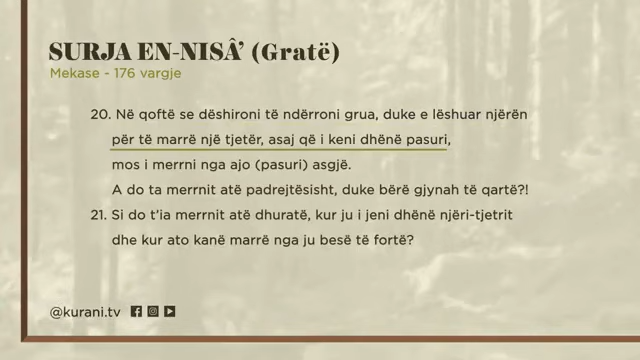 SURJA EN-NISÂ’ (Gratë)
Mekase - 176 vargje
20. Në qoftë se dëshironi të ndërroni grua, duke e lëshuar njërën
për të marrë një tjetër, asaj që i keni dhënë pasuri,
mos i merrni nga ajo (pasuri) asgjë.
A do ta merrnit atë padrejtësisht, duke bërë gjynah të qartë?!
21. Si do t’ia merrnit atë dhuratë, kur ju i jeni dhënë njëri-tjetrit
dhe kur ato kanë marrë nga ju besë të fortë?
@kurani.tv